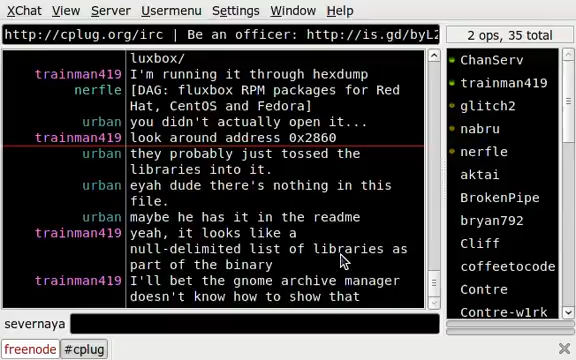 XChat View Server Usermenu Settings Window Help
http://cplug.org/irc | Be an officer: http://is.gd/byL2
2 ops, 35 total
luxbox/
trainman419 I'm running it through hexdump
nerfle [DAG: fluxbox RPM packages for Red
Hat, CentOS and Fedora]
urban you didn't actually open it...
trainman419 look around address 0x2860
urban they probably just tossed the
libraries into it.
urban eyah dude there's nothing in this
file.
urban maybe he has it in the readme
trainman419 yeah, it looks like a
null-delimited list of libraries as
part of the binary
trainman419 I'll bet the gnome archive manager
doesn't know how to show that
ChanServ
trainman419
glitch2
nabru
nerfle
aktai
BrokenPipe
bryan792
Cliff
coffeetocode
Contre
Contre-w1rk
severnaya
freenode #cplug